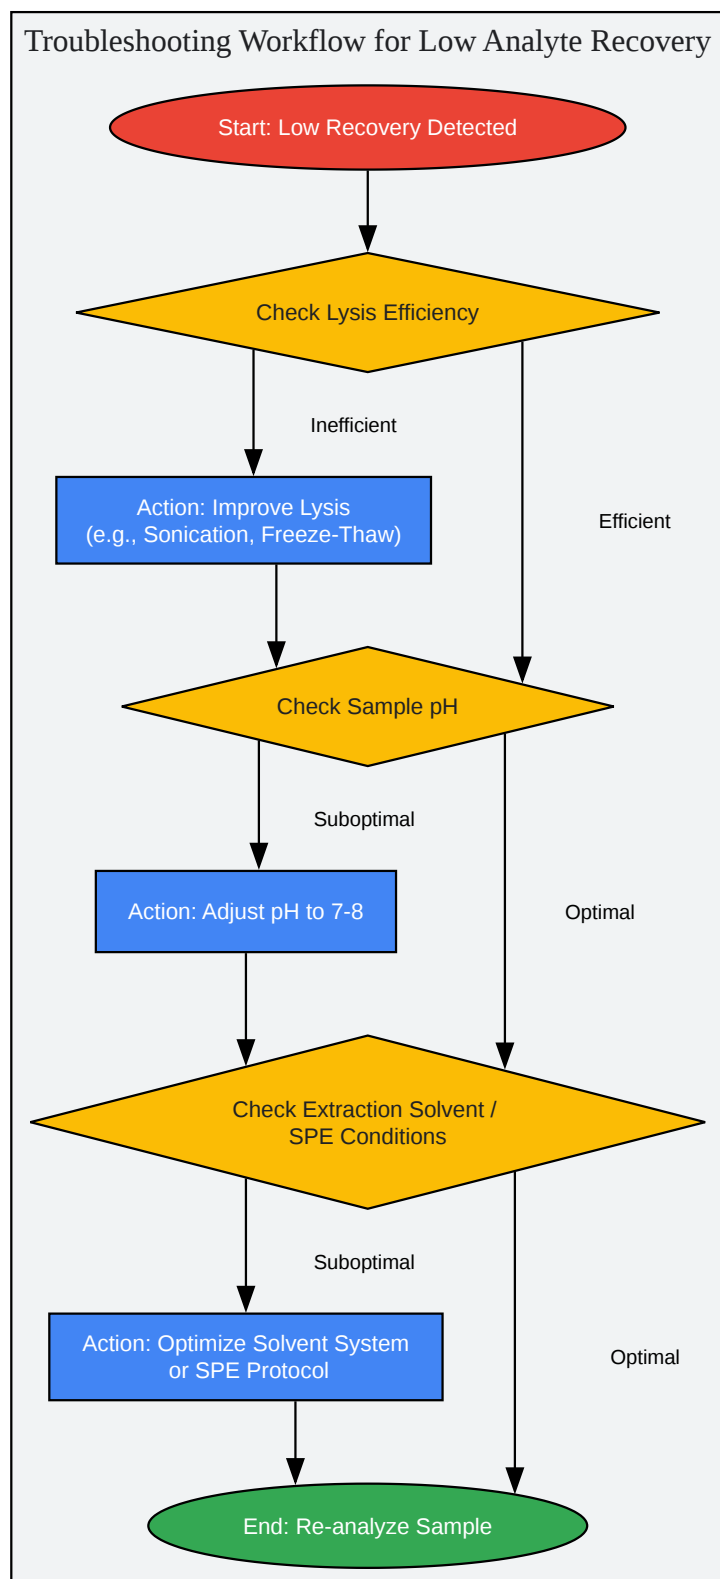 Troubleshooting Workflow for Low Analyte Recovery
Start: Low Recovery Detected
Check Lysis Efficiency
Inefficient
Action: Improve Lysis
(e.g., Sonication, Freeze-Thaw)
Efficient
Check Sample pH
Suboptimal
Action: Adjust pH to 7-8
Optimal
Check Extraction Solvent /
SPE Conditions
Suboptimal
Action: Optimize Solvent System
or SPE Protocol
Optimal
End: Re-analyze Sample